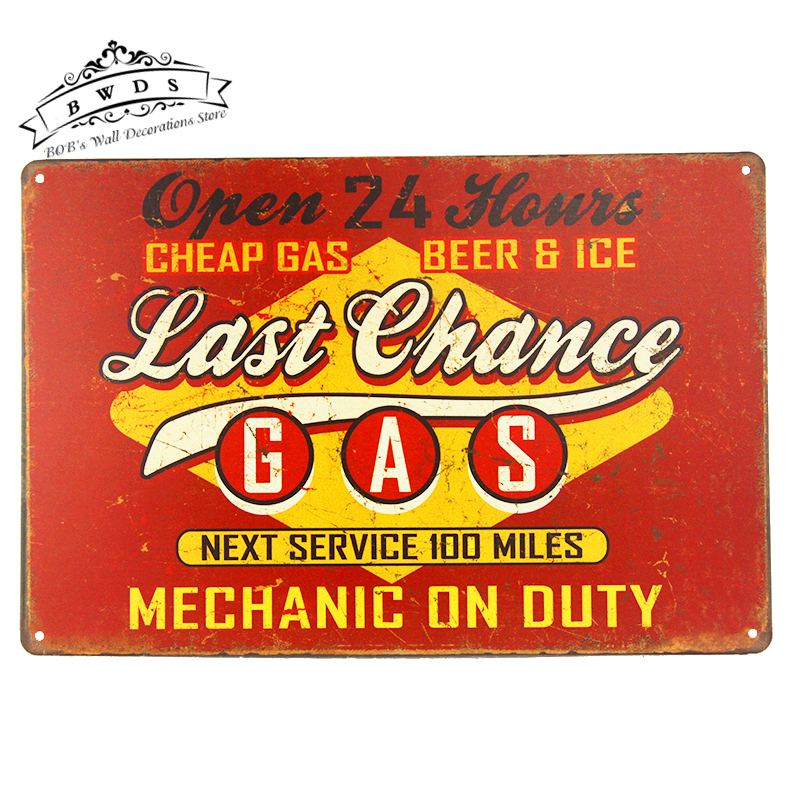 B W D S
BOB's Wall Decorations Store
Open 24 Hours
CHEAP GAS BEER & ICE
Last Chance
GAS
NEXT SERVICE 100 MILES
MECHANIC ON DUTY